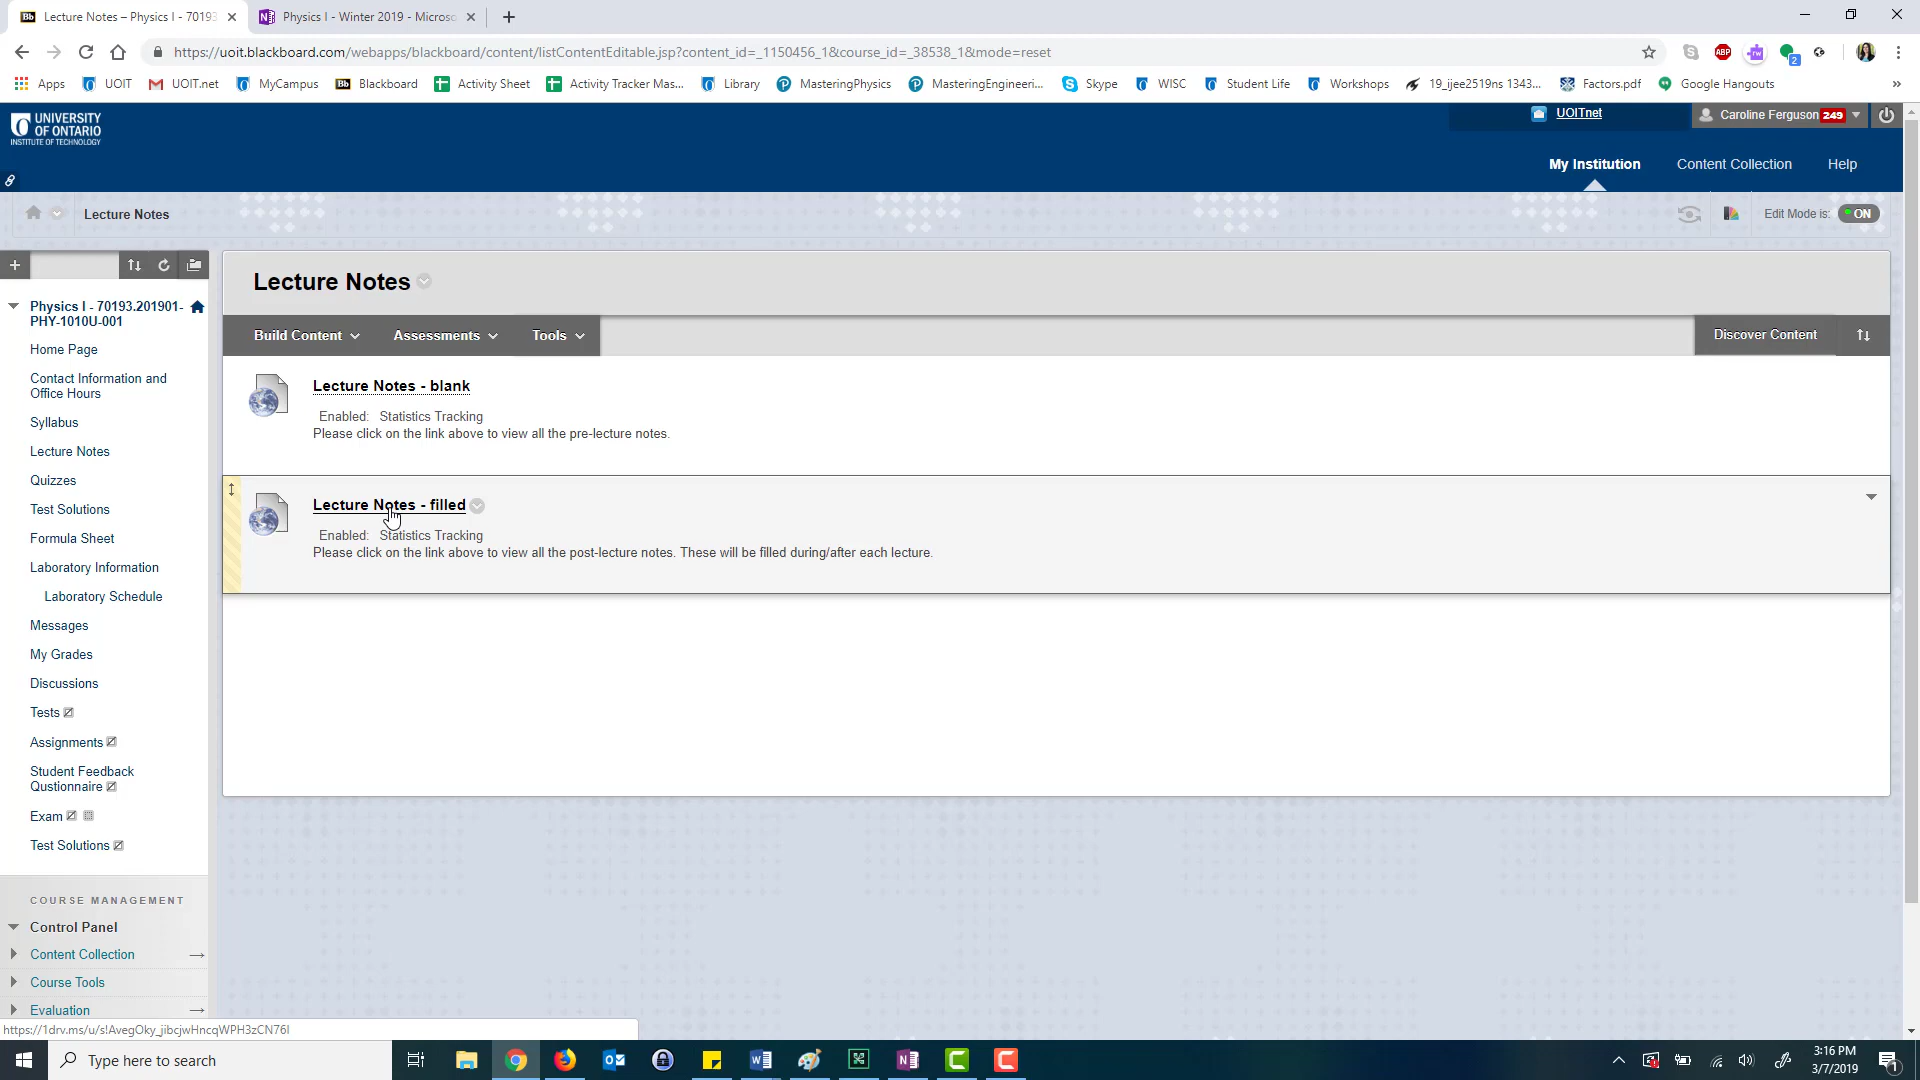 Lecture Notes – Physics I - 70193
Physics I - Winter 2019 - Microso
https://uoit.blackboard.com/webapps/blackboard/content/listContentEditable.jsp?content_id=_1150456_1&course_id=_38538_1&mode=reset
ABP
2
Apps
UOIT
UOIT.net
MyCampus
Bb
Blackboard
Activity Sheet
Activity Tracker Mas...
Library
MasteringPhysics
MasteringEngineeri...
Skype
WISC
Student Life
Workshops
19_ijee2519ns 1343...
Factors.pdf
Google Hangouts
»
UNIVERSITY
OF ONTARIO
INSTITUTE OF TECHNOLOGY
UOITnet
Caroline Ferguson 249
My Institution
Content Collection
Help
Lecture Notes
Edit Mode is: ON
Physics I - 70193.201901-
PHY-1010U-001
Home Page
Contact Information and
Office Hours
Syllabus
Lecture Notes
Quizzes
Test Solutions
Formula Sheet
Laboratory Information
Laboratory Schedule
Messages
My Grades
Discussions
Tests
Assignments
Student Feedback
Qustionnaire
Exam
Test Solutions
COURSE MANAGEMENT
Control Panel
Content Collection
Course Tools
Evaluation
Lecture Notes
Build Content
Assessments
Tools
Discover Content
Lecture Notes - blank
Enabled: Statistics Tracking
Please click on the link above to view all the pre-lecture notes.
Lecture Notes - filled
Enabled: Statistics Tracking
Please click on the link above to view all the post-lecture notes. These will be filled during/after each lecture.
Type here to search
3:16 PM
3/7/2019
1